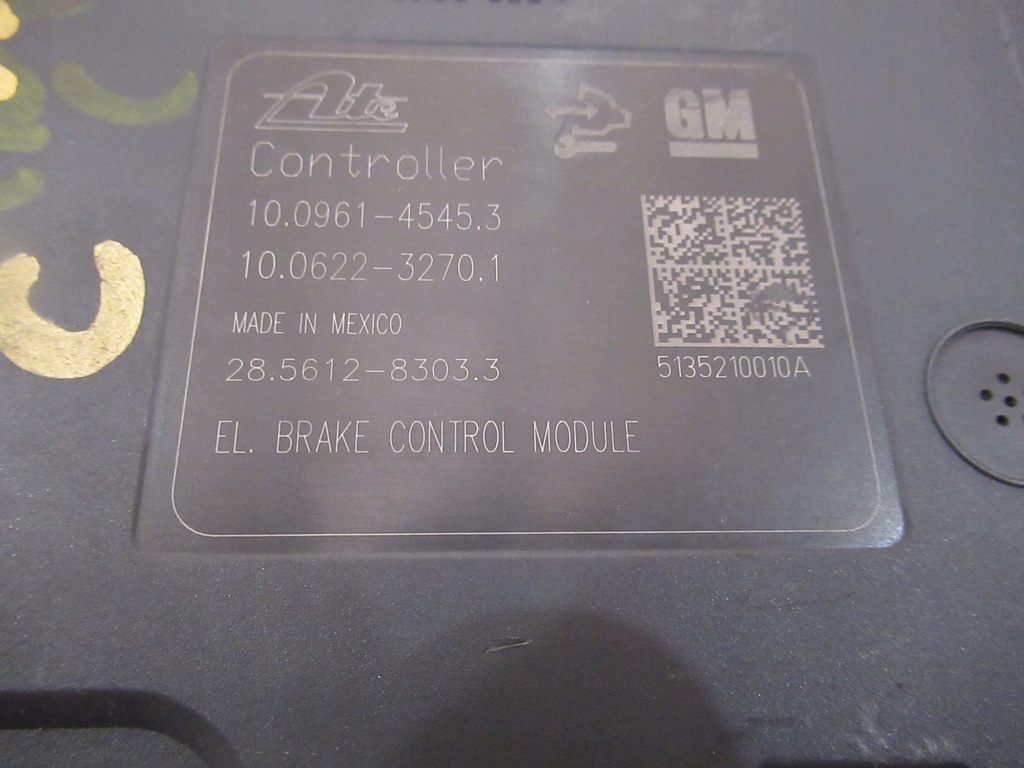 Ate
GM
Controller
10.0961-4545.3
10.0622-3270.1
MADE IN MEXICO
28.5612-8303.3
5135210010A
EL. BRAKE CONTROL MODULE
C